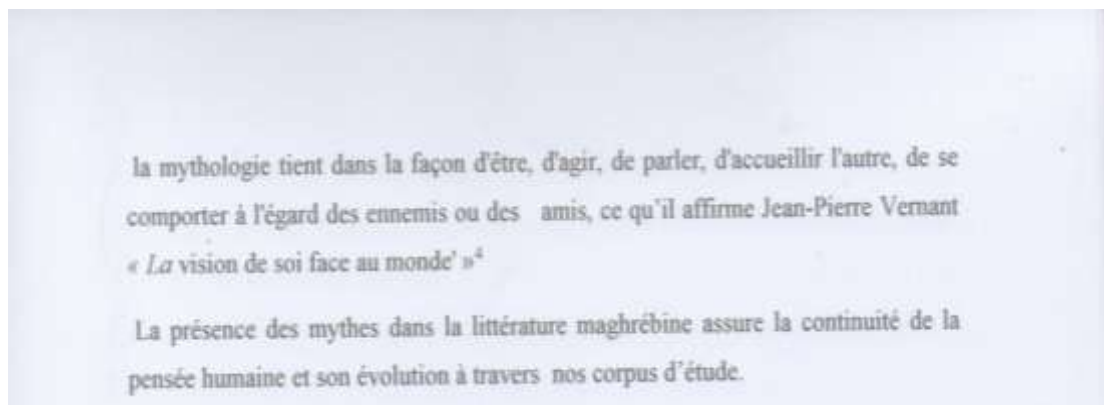 la mythologie tient dans la façon d'être, d'agir, de parler, d'accueillir l'autre, de se
comporter à l'égard des ennemis ou des amis, ce qu'il affirme Jean-Pierre Vernant
« La vision de soi face au monde' »⁴
La présence des mythes dans la littérature maghrébine assure la continuité de la
pensée humaine et son évolution à travers nos corpus d'étude.